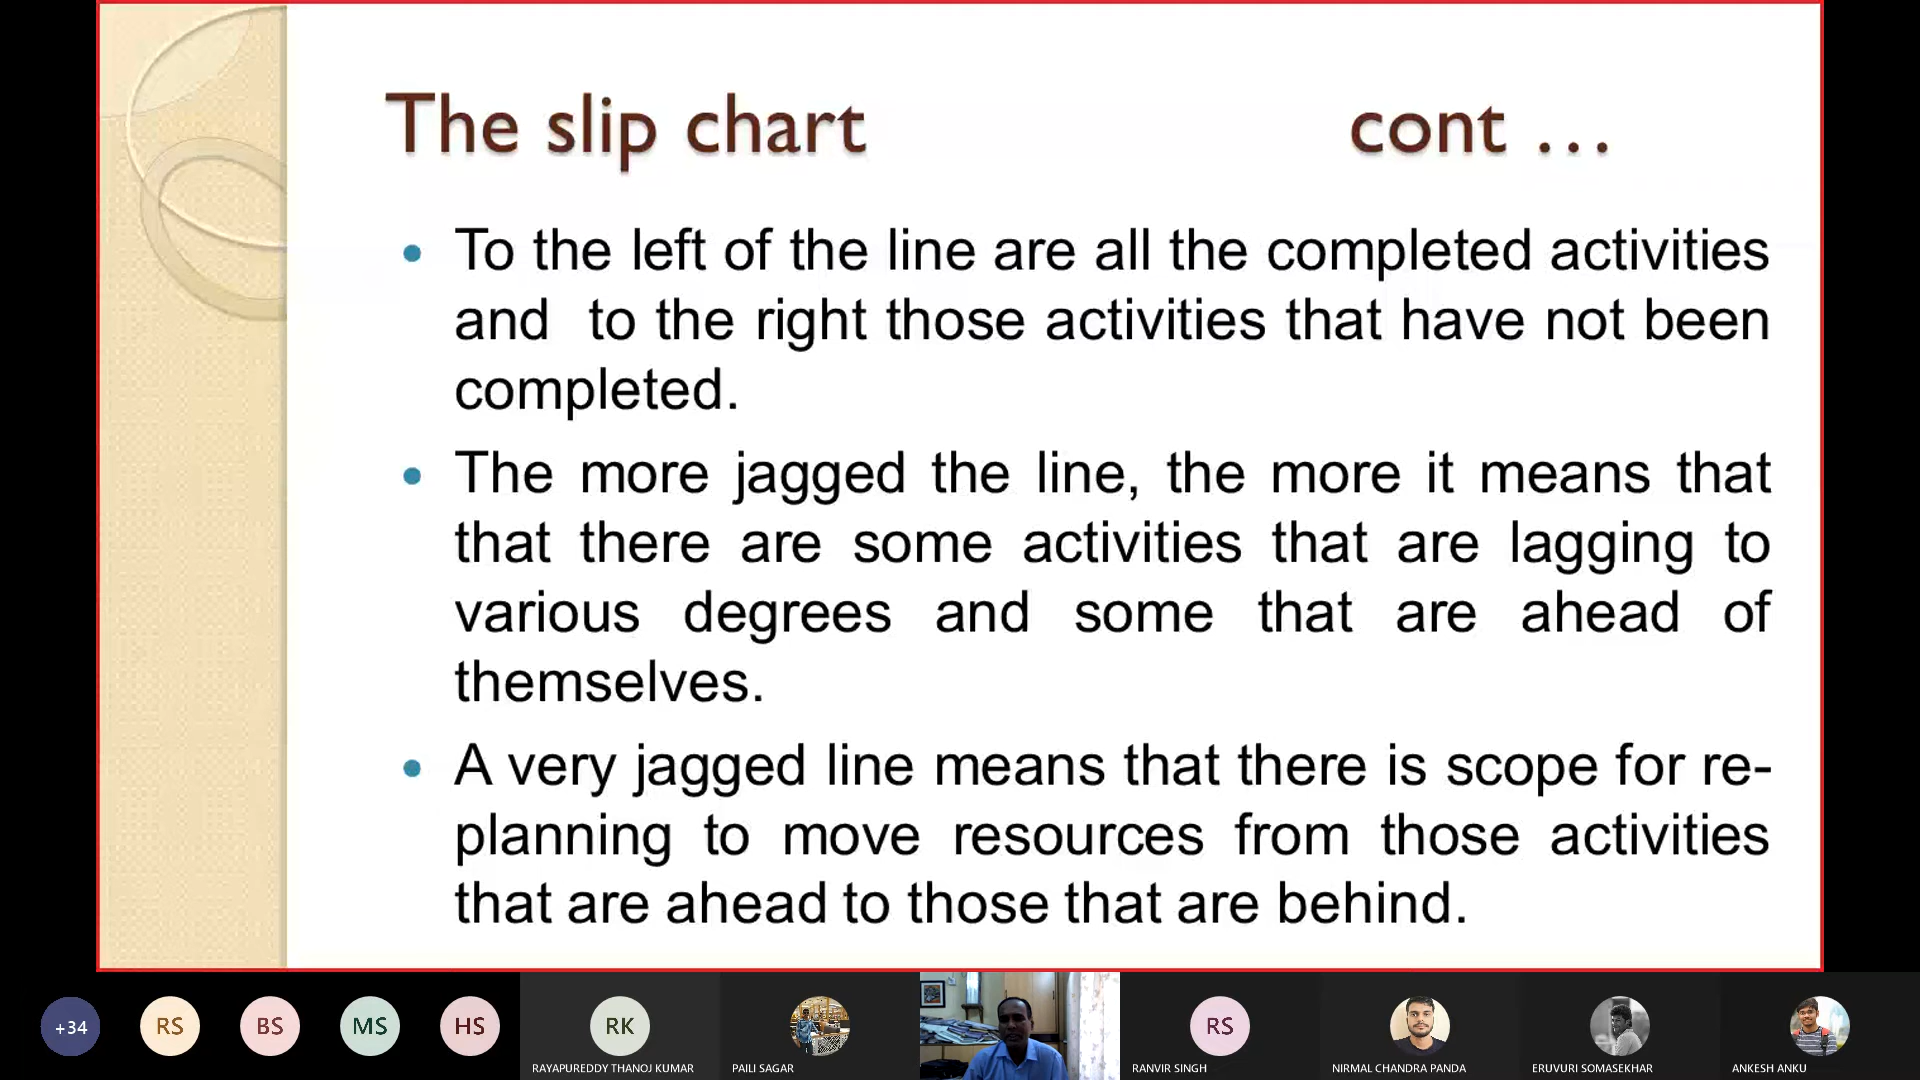 The slip chart cont …
• To the left of the line are all the completed activities
and to the right those activities that have not been
completed.
• The more jagged the line, the more it means that
that there are some activities that are lagging to
various degrees and some that are ahead of
themselves.
• A very jagged line means that there is scope for re-
planning to move resources from those activities
that are ahead to those that are behind.
+34 RS BS MS HS RK RS
RAYAPUREDDY THANOJ KUMAR PAILI SAGAR RANVIR SINGH NIRMAL CHANDRA PANDA ERUVURI SOMASEKHAR ANKESH ANKU